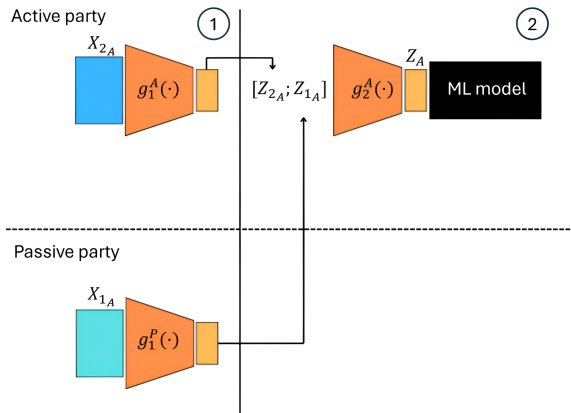 Active party
1
2
X_{2_A}
g_1^A(·)
[Z_{2_A}; Z_{1_A}]
g_2^A(·)
Z_A
ML model
Passive party
X_{1_A}
g_1^P(·)